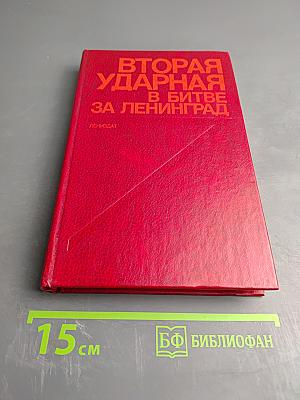 ВТОРАЯ
УДАРНАЯ
В БИТВЕ
ЗА ЛЕНИНГРАД
ЛЕНИЗДАТ
15 см
БФ
БИБЛИОФАН